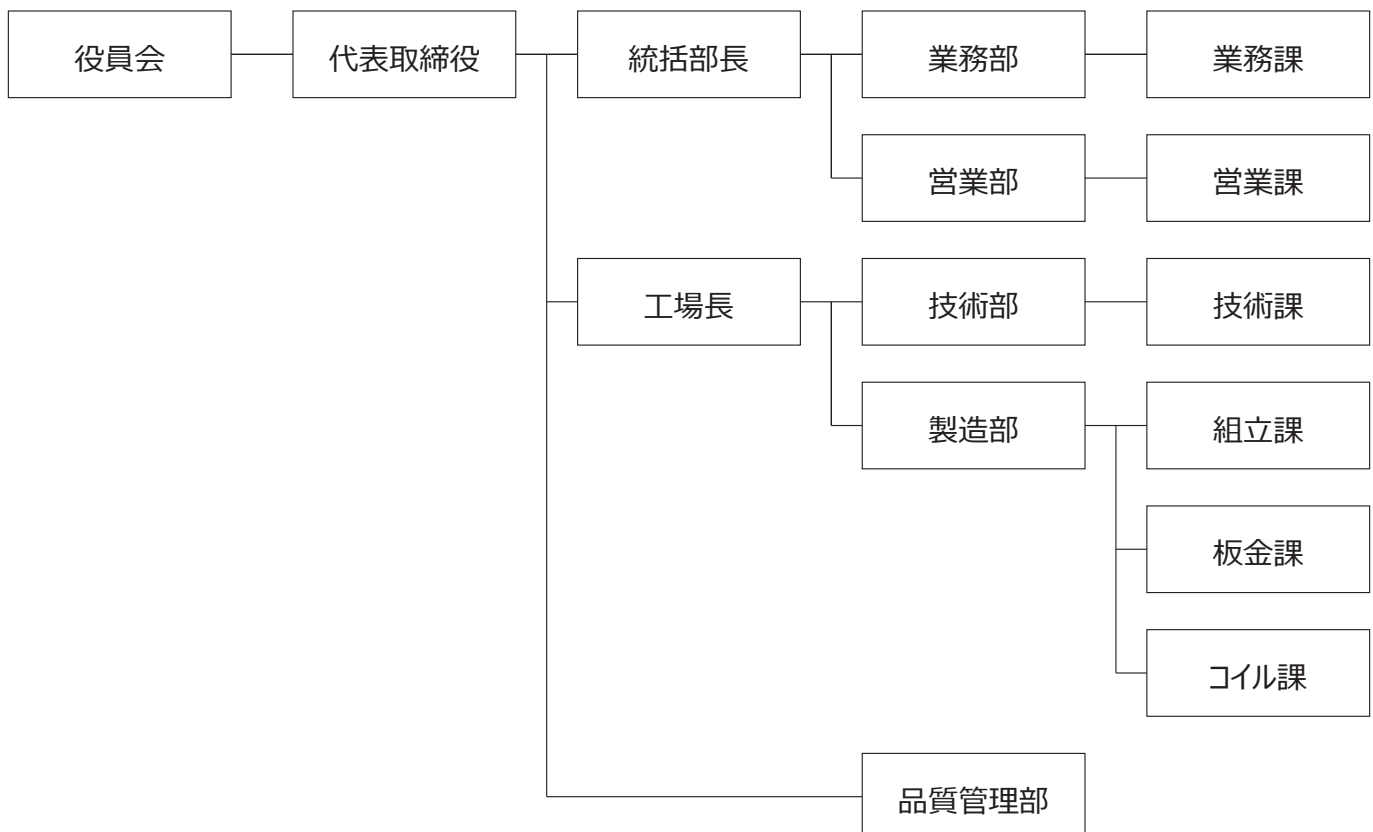 役員会
代表取締役
統括部長
業務部
業務課
営業部
営業課
工場長
技術部
技術課
製造部
組立課
板金課
コイル課
品質管理部